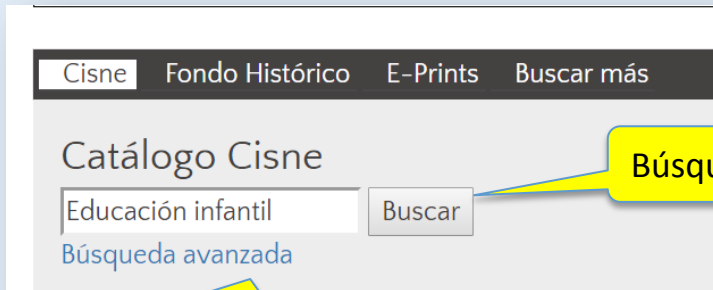 Cisne Fondo Histórico E-Prints Buscar más
Catálogo Cisne
Educación infantil Buscar
Búsqueda avanzada